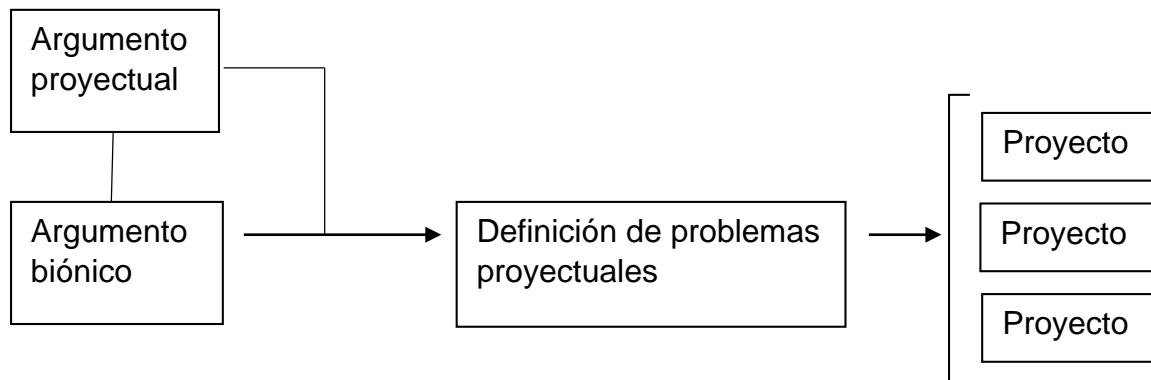 Argumento
proyectual
Argumento
biónico
Definición de problemas
proyectuales
Proyecto
Proyecto
Proyecto